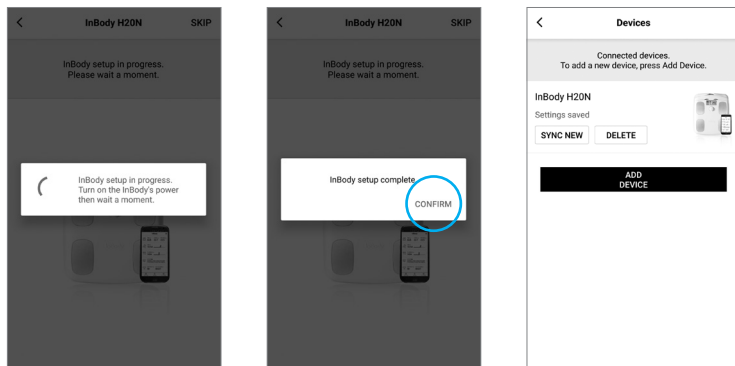 InBody H20N SKIP
InBody setup in progress.
Please wait a moment.
InBody setup in progress.
Turn on the InBody's power
then wait a moment.
InBody H20N SKIP
InBody setup in progress.
Please wait a moment.
InBody setup complete
CONFIRM
Devices
Connected devices.
To add a new device, press Add Device.
InBody H20N
Settings saved
SYNC NEW DELETE
ADD
DEVICE